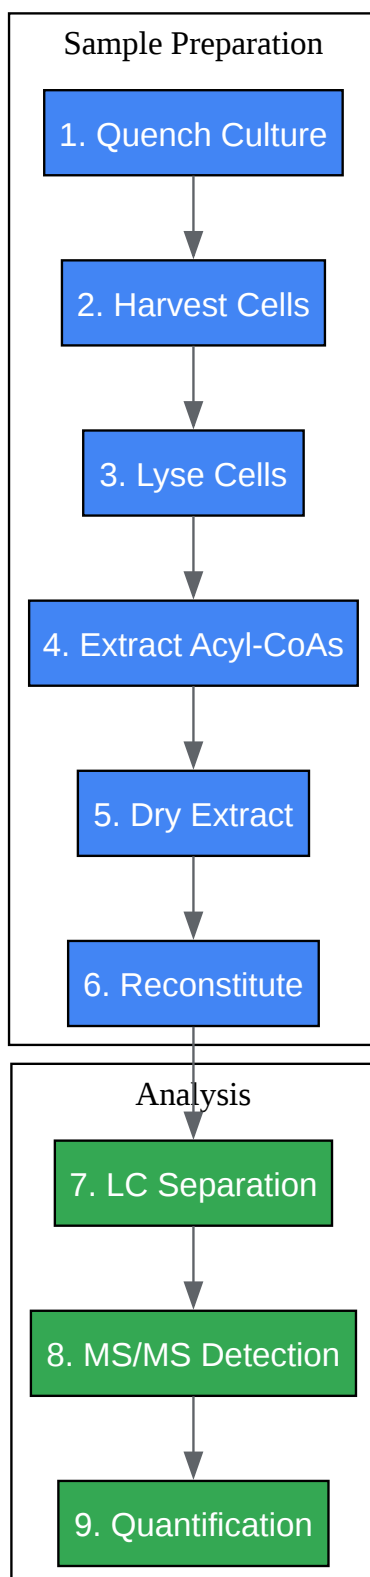 Sample Preparation
1. Quench Culture
2. Harvest Cells
3. Lyse Cells
4. Extract Acyl-CoAs
5. Dry Extract
6. Reconstitute
Analysis
7. LC Separation
8. MS/MS Detection
9. Quantification